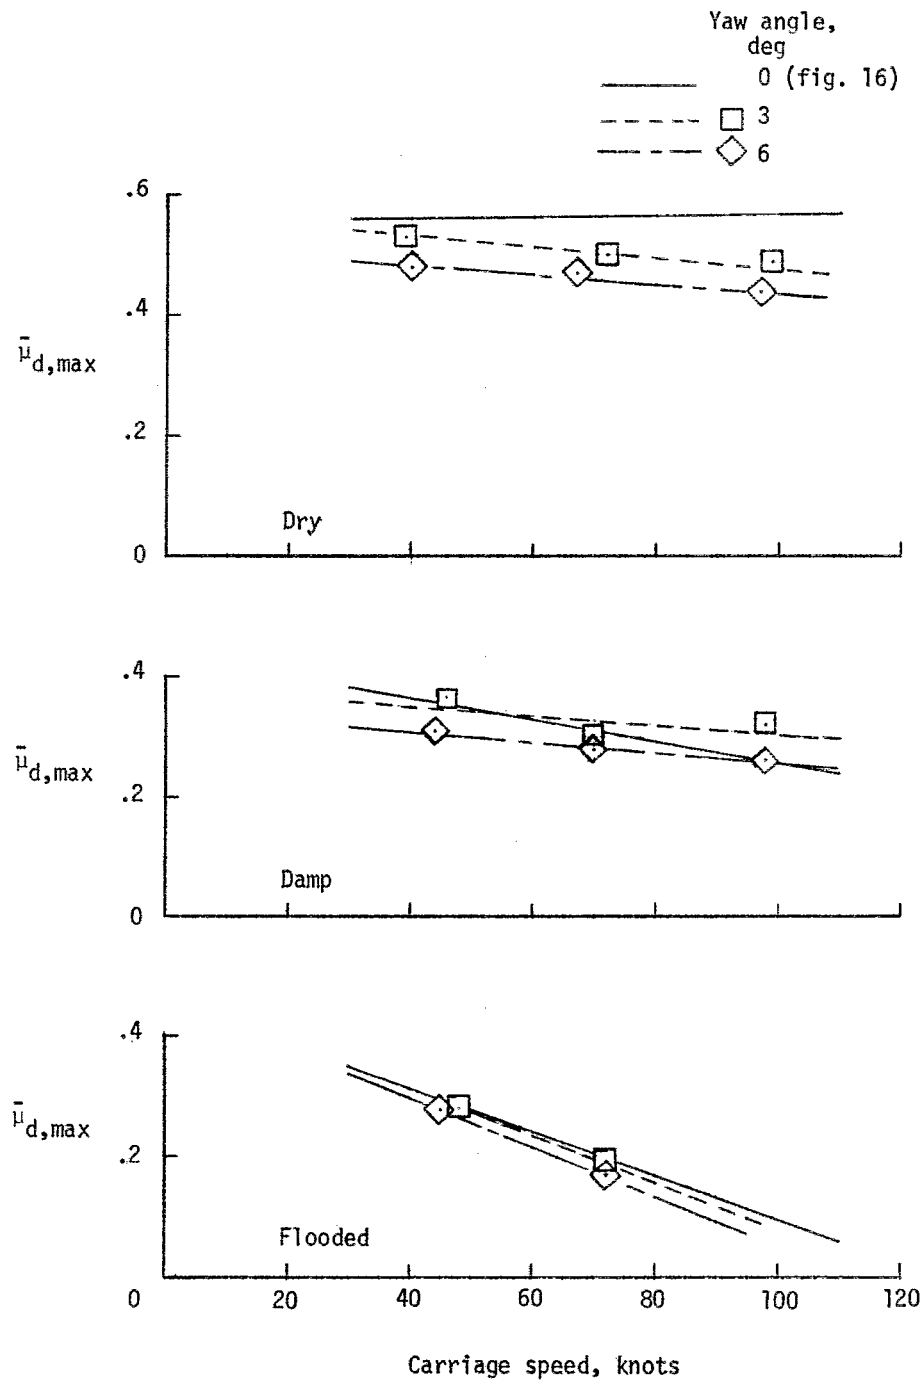 Yaw angle,
deg
0 (fig. 16)
3
6
.6
.4
.2
0
μ̄d,max
Dry
.4
.2
0
μ̄d,max
Damp
.4
.2
μ̄d,max
Flooded
0 20 40 60 80 100 120
Carriage speed, knots